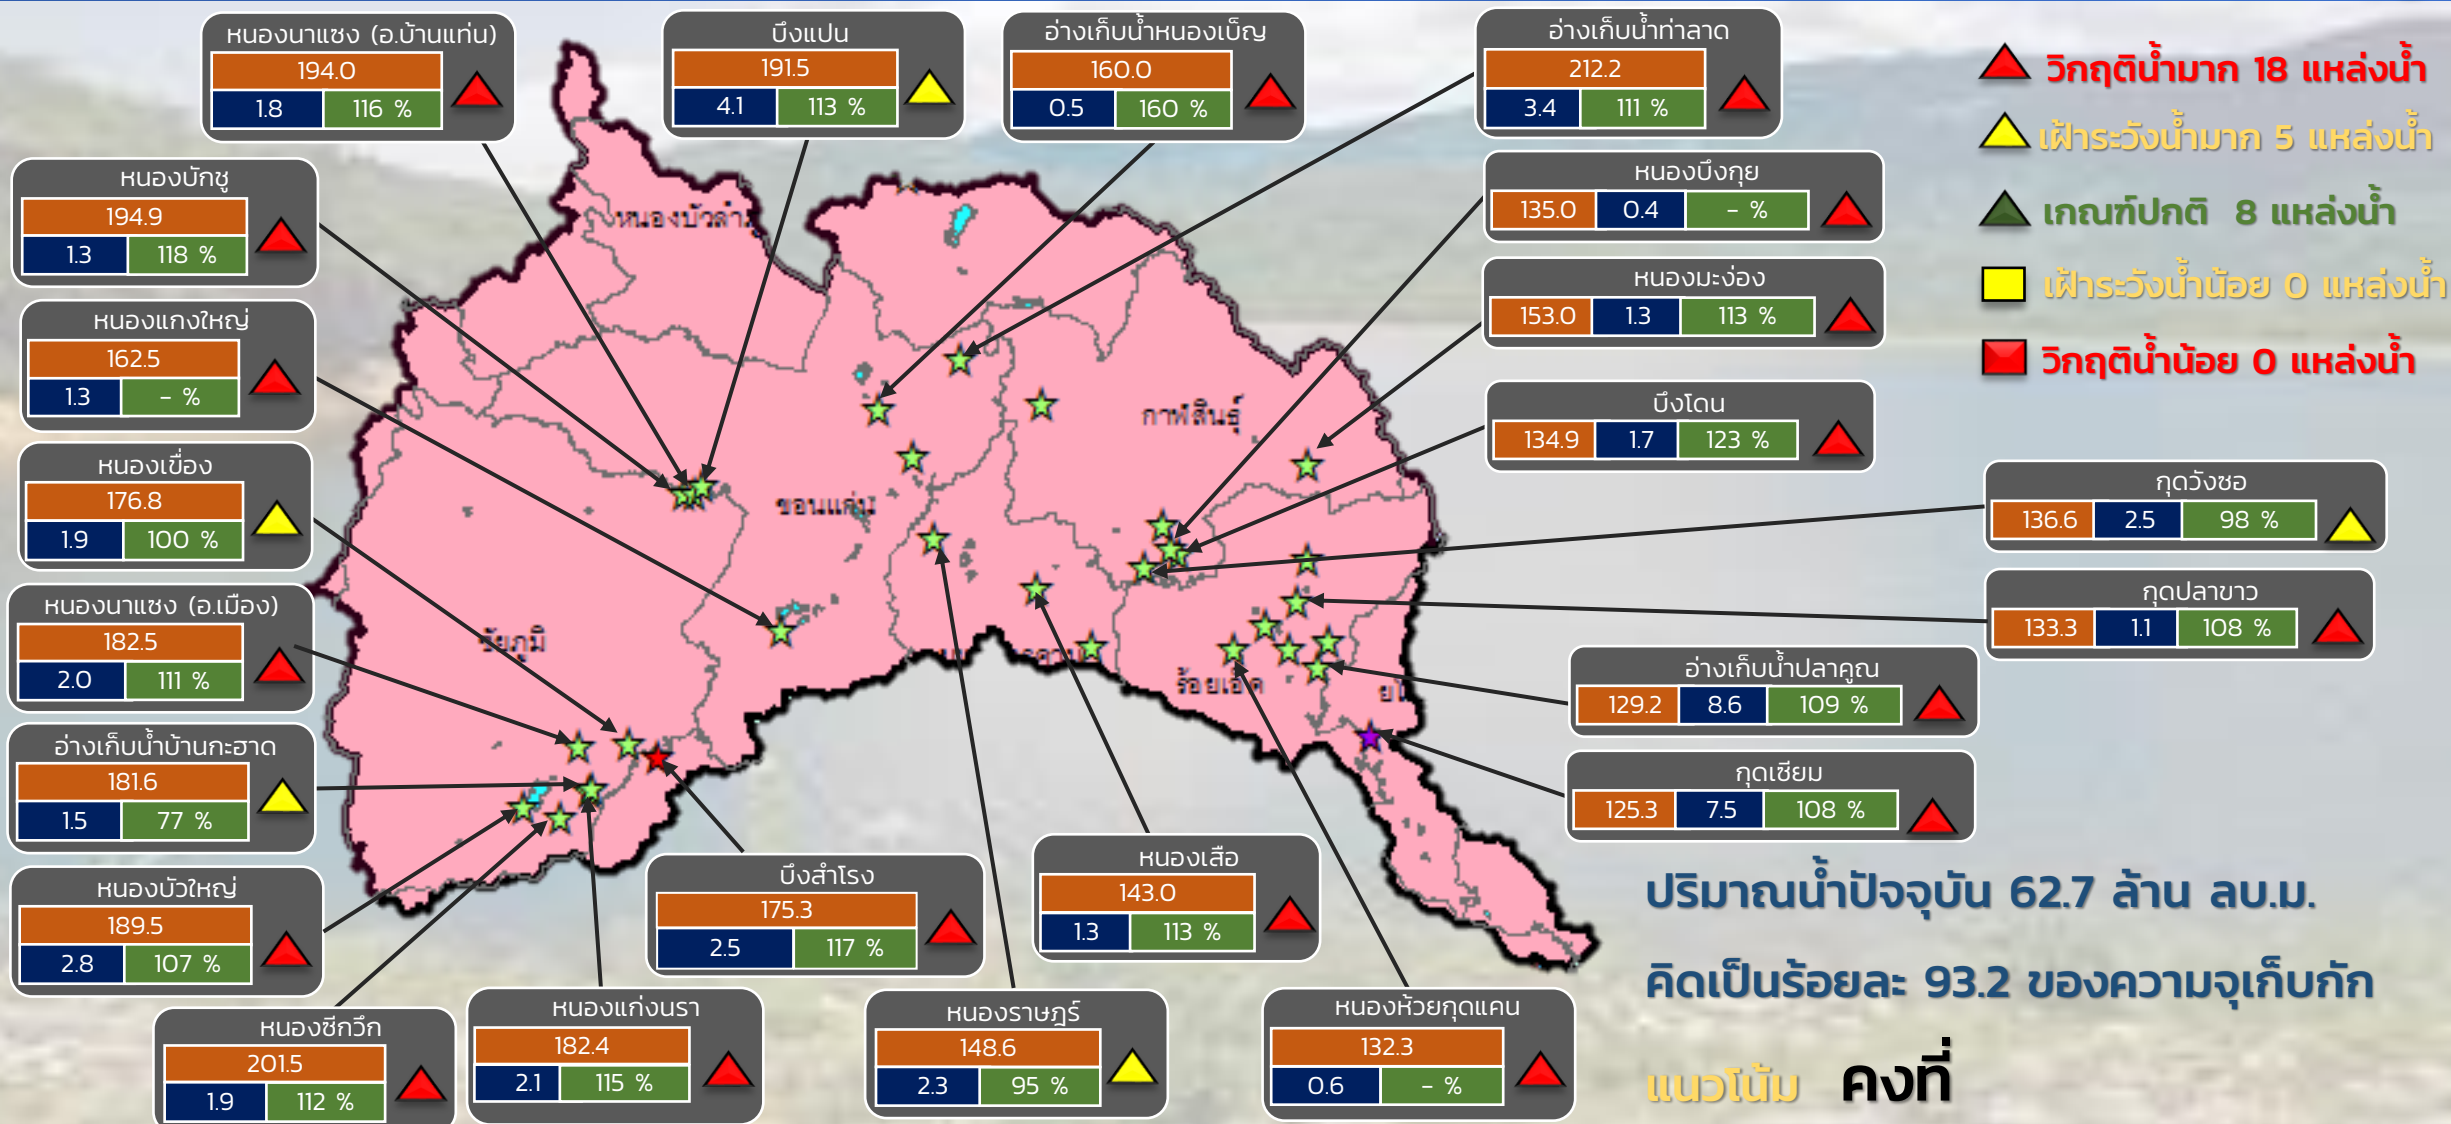 หนองนาแซง (อ.บ้านแท่น)
194.0
1.8 116 %
บึงแปน
191.5
4.1 113 %
อ่างเก็บน้ำหนองเบ็ญ
160.0
0.5 160 %
อ่างเก็บน้ำท่าลาด
212.2
3.4 111 %
วิกฤติน้ำมาก 18 แหล่งน้ำ
เฝ้าระวังน้ำมาก 5 แหล่งน้ำ
เกณฑ์ปกติ 8 แหล่งน้ำ
เฝ้าระวังน้ำน้อย 0 แหล่งน้ำ
วิกฤติน้ำน้อย 0 แหล่งน้ำ
หนองบักชู
194.9
1.3 118 %
หนองบึงกุย
135.0 0.4 - %
หนองแกงใหญ่
162.5
1.3 - %
หนองมะง่อง
153.0 1.3 113 %
บึงโดน
134.9 1.7 123 %
หนองเขื่อง
176.8
1.9 100 %
กุดวังซอ
136.6 2.5 98 %
หนองนาแซง (อ.เมือง)
182.5
2.0 111 %
กุดปลาขาว
133.3 1.1 108 %
อ่างเก็บน้ำปลาคูณ
129.2 8.6 109 %
อ่างเก็บน้ำบ้านกะฮาด
181.6
1.5 77 %
กุดเซียม
125.3 7.5 108 %
หนองบัวใหญ่
189.5
2.8 107 %
บึงสำโรง
175.3
2.5 117 %
หนองเสือ
143.0
1.3 113 %
หนองซีกวึก
201.5
1.9 112 %
หนองแก่งนรา
182.4
2.1 115 %
หนองราษฎร์
148.6
2.3 95 %
หนองห้วยกุดแคน
132.3
0.6 - %
ปริมาณน้ำปัจจุบัน 62.7 ล้าน ลบ.ม.
คิดเป็นร้อยละ 93.2 ของความจุเก็บกัก
แนวโน้ม คงที่
กาฬสินธุ์
ขอนแก่น
ชัยภูมิ
ร้อยเอ็ด